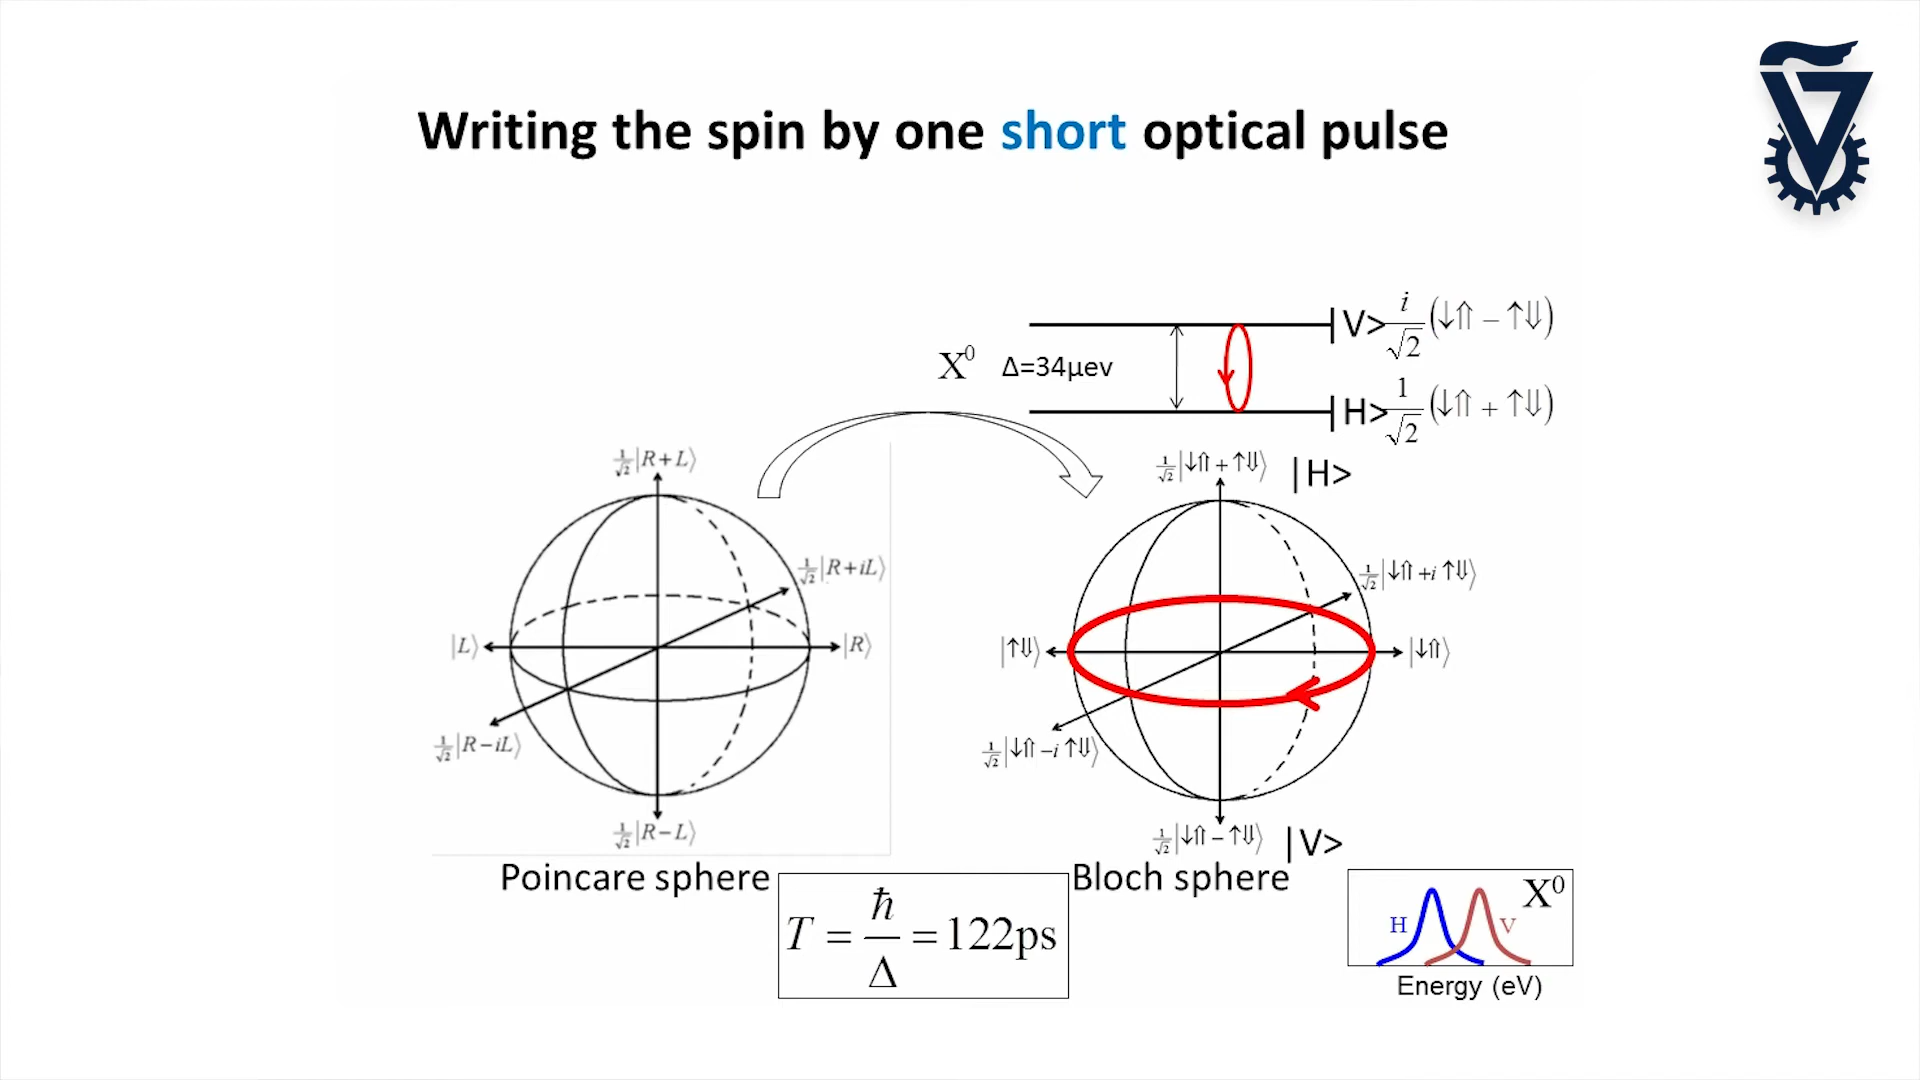 Writing the spin by one short optical pulse
|V> i/√2 (↓⇑ − ↑⇓)
X⁰ Δ=34µev
|H> 1/√2 (↓⇑ + ↑⇓)
1/√2 |R+L⟩
1/√2 |↓⇑ + ↑⇓⟩ |H>
1/√2 |R+iL⟩
1/√2 |↓⇑ +i ↑⇓⟩
|L⟩ |R⟩
|↑⇓⟩ |↓⇑⟩
1/√2 |R−iL⟩
1/√2 |↓⇑ −i ↑⇓⟩
1/√2 |R−L⟩
1/√2 |↓⇑ − ↑⇓⟩ |V>
Poincare sphere
Bloch sphere
T = ħ/Δ = 122ps
X⁰
H V
Energy (eV)